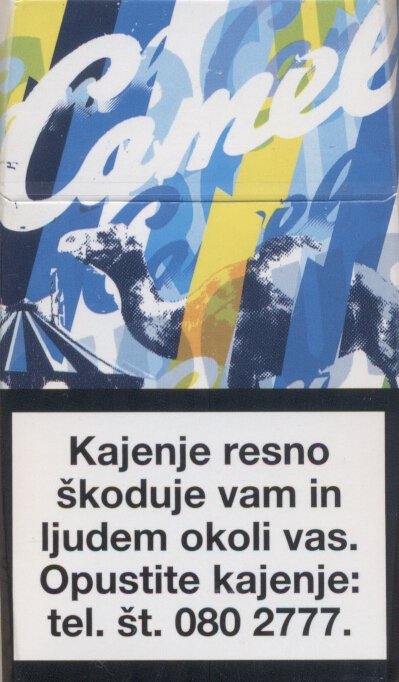 Camel
Kajenje resno
škoduje vam in
ljudem okoli vas.
Opustite kajenje:
tel. št. 080 2777.